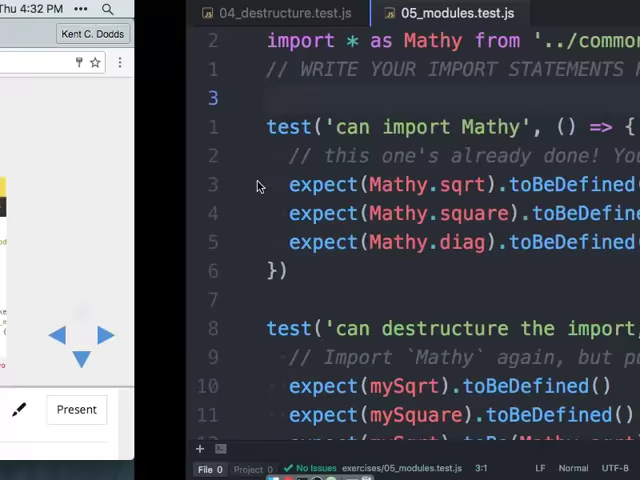 Thu 4:32 PM
Kent C. Dodds
Present
04_destructure.test.js
05_modules.test.js
2 import * as Mathy from '../common
1 // WRITE YOUR IMPORT STATEMENTS
3
1 test('can import Mathy', () => {
2 // this one's already done! You
3 expect(Mathy.sqrt).toBeDefined(
4 expect(Mathy.square).toBeDefine
5 expect(Mathy.diag).toBeDefined(
6 })
7
8 test('can destructure the import,
9 // Import `Mathy` again, but pu
10 expect(mySqrt).toBeDefined()
11 expect(mySquare).toBeDefined()
File 0 Project 0 No Issues exercises/05_modules.test.js 3:1 LF Normal UTF-8